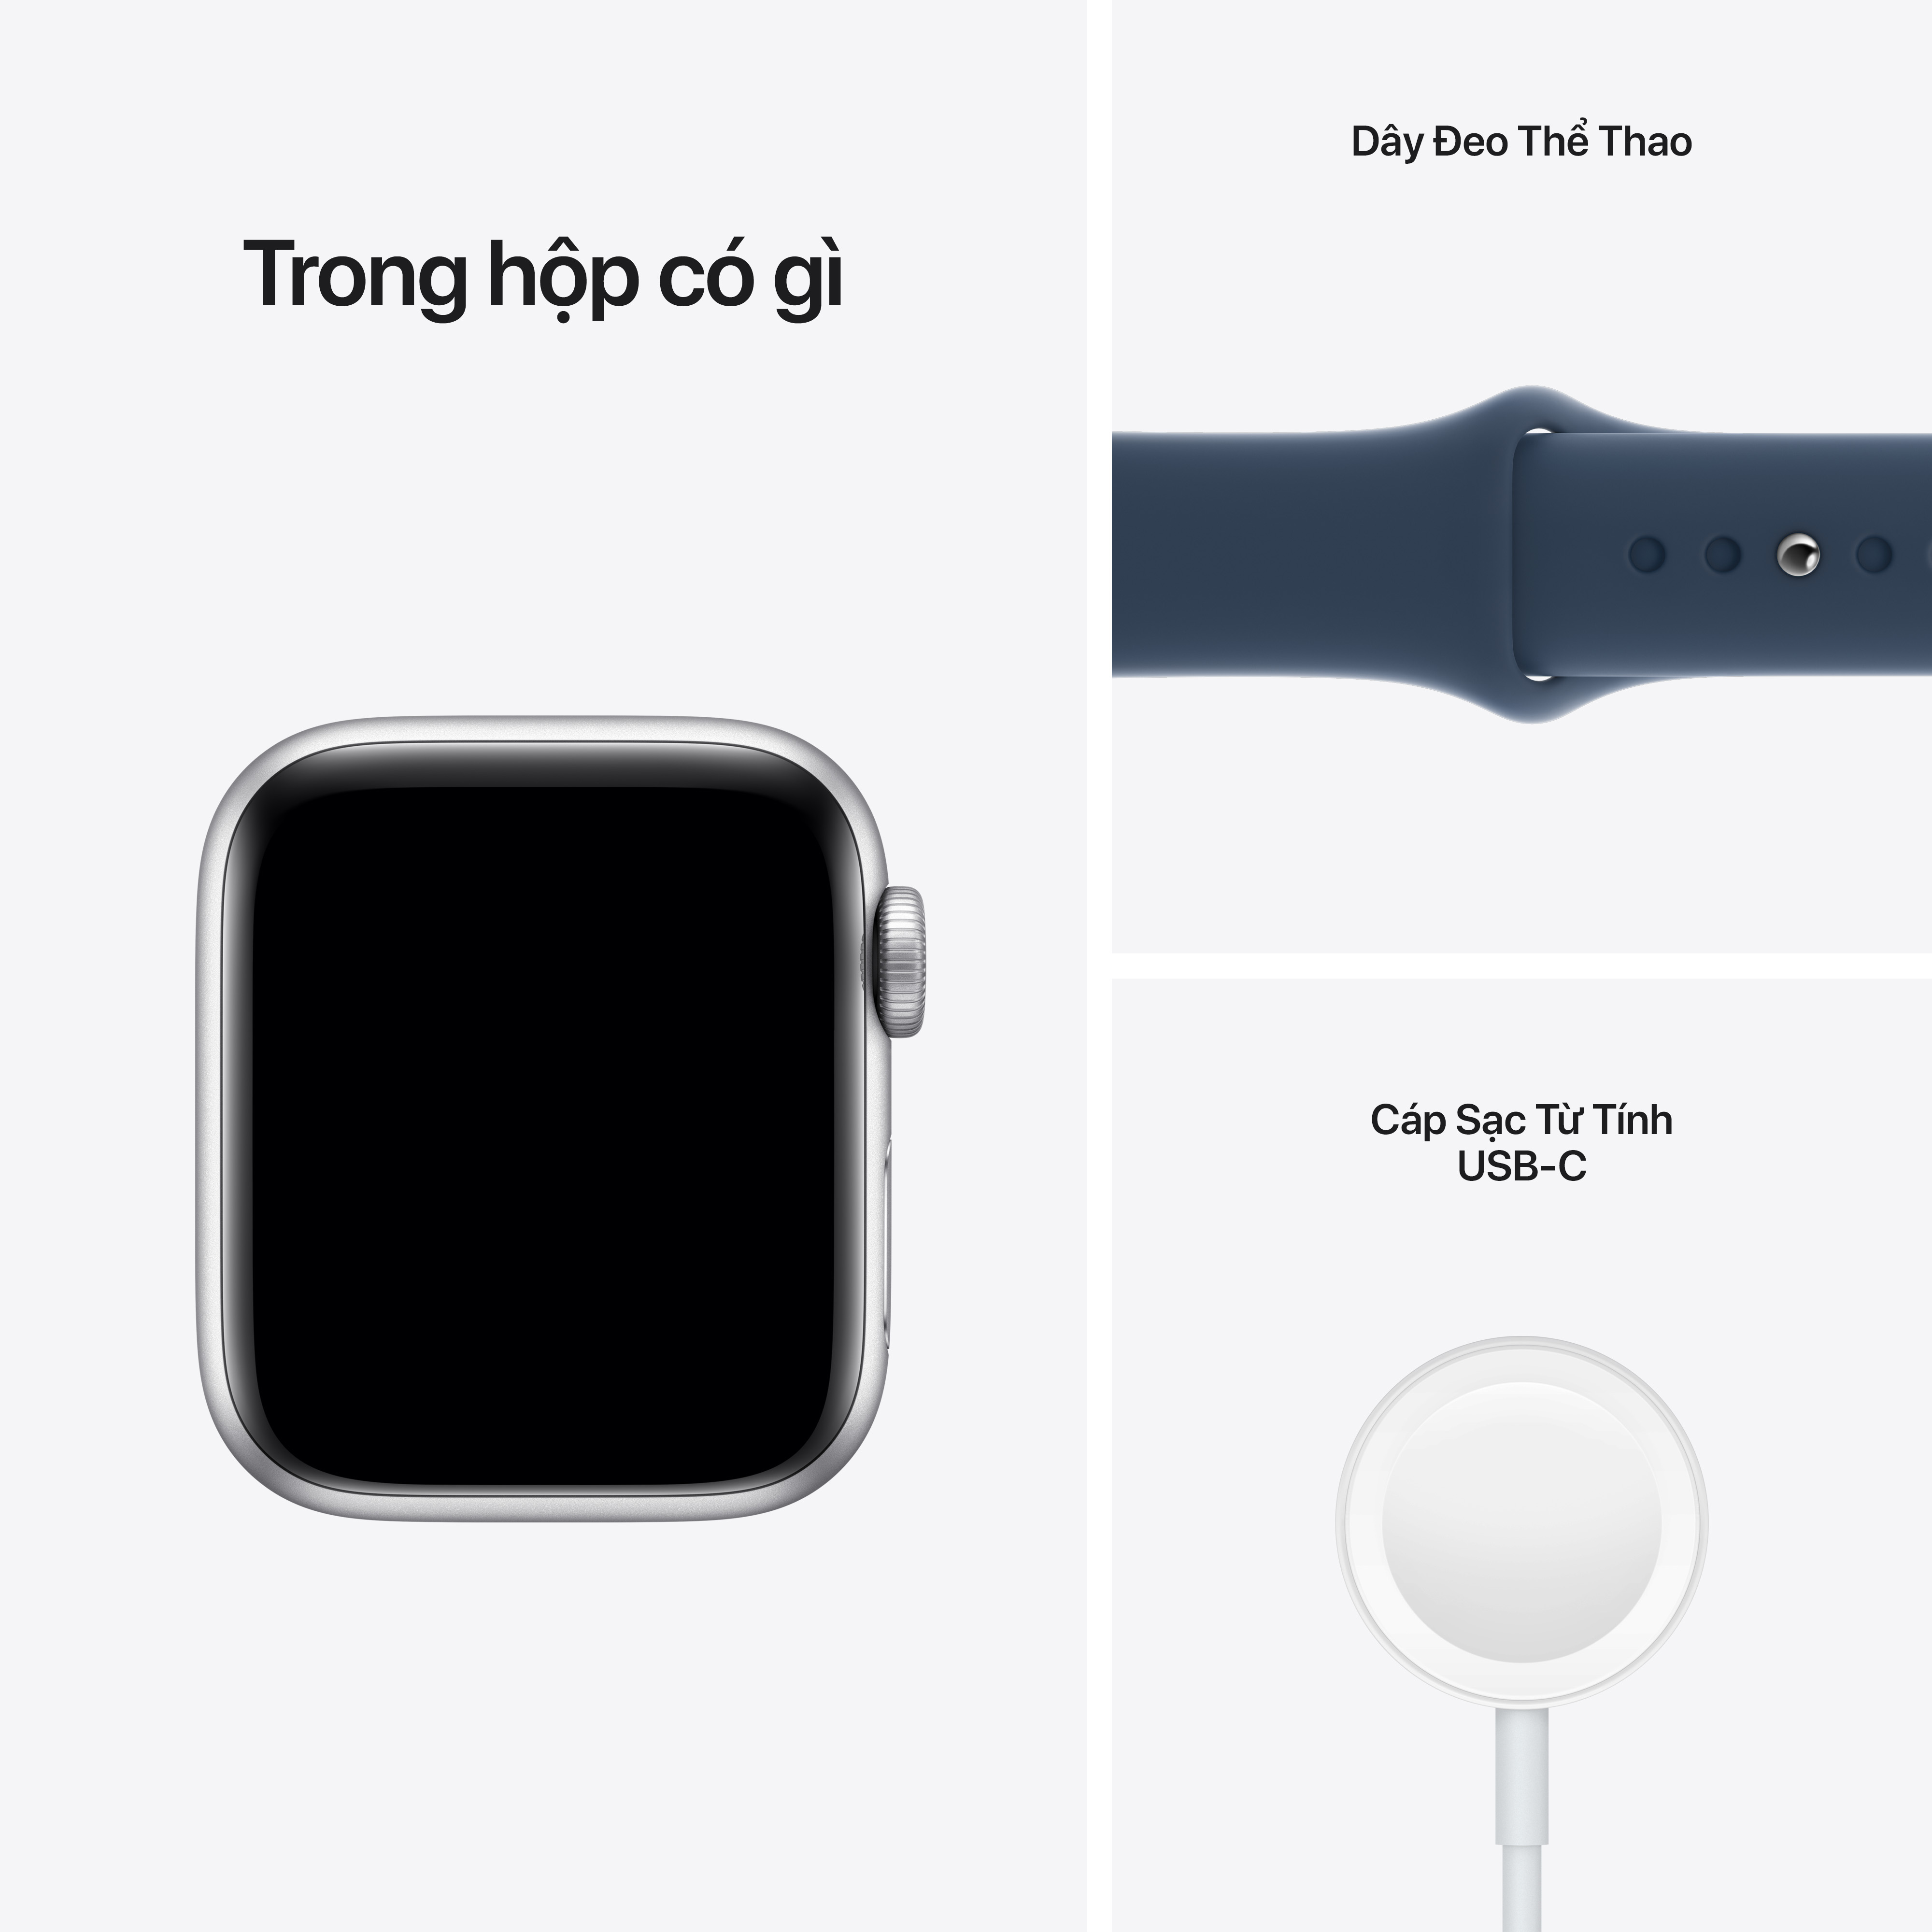 Trong hộp có gì
Dây Đeo Thể Thao
Cáp Sạc Từ Tính
USB-C